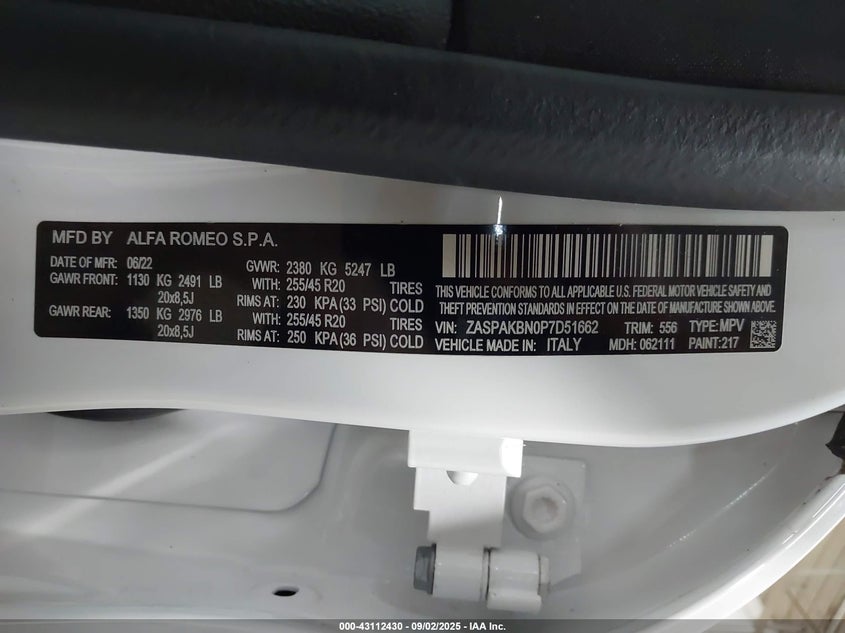 MFD BY ALFA ROMEO S.P.A.
DATE OF MFR: 06/22 GVWR: 2380 KG 5247 LB
GAWR FRONT: 1130 KG 2491 LB WITH: 255/45 R20 TIRES
20x8,5J RIMS AT: 230 KPA(33 PSI) COLD
GAWR REAR: 1350 KG 2976 LB WITH: 255/45 R20 TIRES
20x8,5J RIMS AT: 250 KPA(36 PSI) COLD
THIS VEHICLE CONFORMS TO ALL APPLICABLE U.S. FEDERAL MOTOR VEHICLE SAFETY AND
THEFT PREVENTION STANDARDS IN EFFECT ON THE DATE OF MANUFACTURE SHOWN ABOVE.
VIN: ZASPAKBN0P7D51662 TRIM: 556 TYPE: MPV
VEHICLE MADE IN: ITALY MDH: 062111 PAINT:217
000-43112430 - 09/02/2025 - IAA Inc.